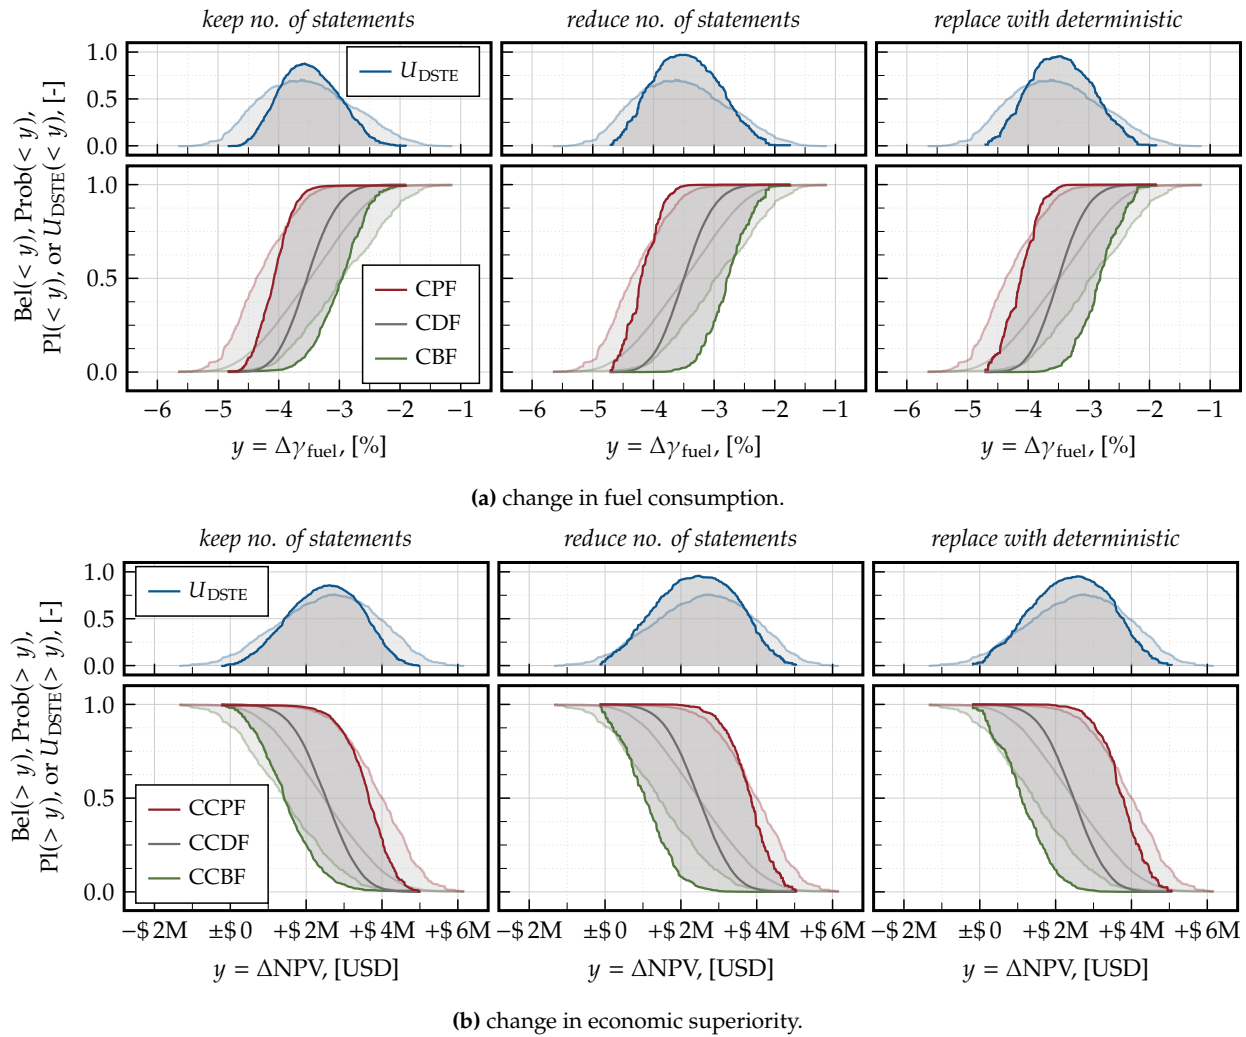 keep no. of statements
reduce no. of statements
replace with deterministic
Bel(< y), Prob(< y),
Pl(< y), or U_DSTE(< y), [-]
1.0
0.5
0.0
U_DSTE
1.0
0.5
0.0
CPF
CDF
CBF
−6 −5 −4 −3 −2 −1
−6 −5 −4 −3 −2 −1
−6 −5 −4 −3 −2 −1
y = Δγ_fuel, [%]
y = Δγ_fuel, [%]
y = Δγ_fuel, [%]
(a) change in fuel consumption.
keep no. of statements
reduce no. of statements
replace with deterministic
Bel(> y), Prob(> y),
Pl(> y), or U_DSTE(> y), [-]
1.0
0.5
0.0
U_DSTE
1.0
0.5
0.0
CCPF
CCDF
CCBF
−$ 2M ±$ 0 +$ 2M +$ 4M +$ 6M
−$ 2M ±$ 0 +$ 2M +$ 4M +$ 6M
−$ 2M ±$ 0 +$ 2M +$ 4M +$ 6M
y = ΔNPV, [USD]
y = ΔNPV, [USD]
y = ΔNPV, [USD]
(b) change in economic superiority.